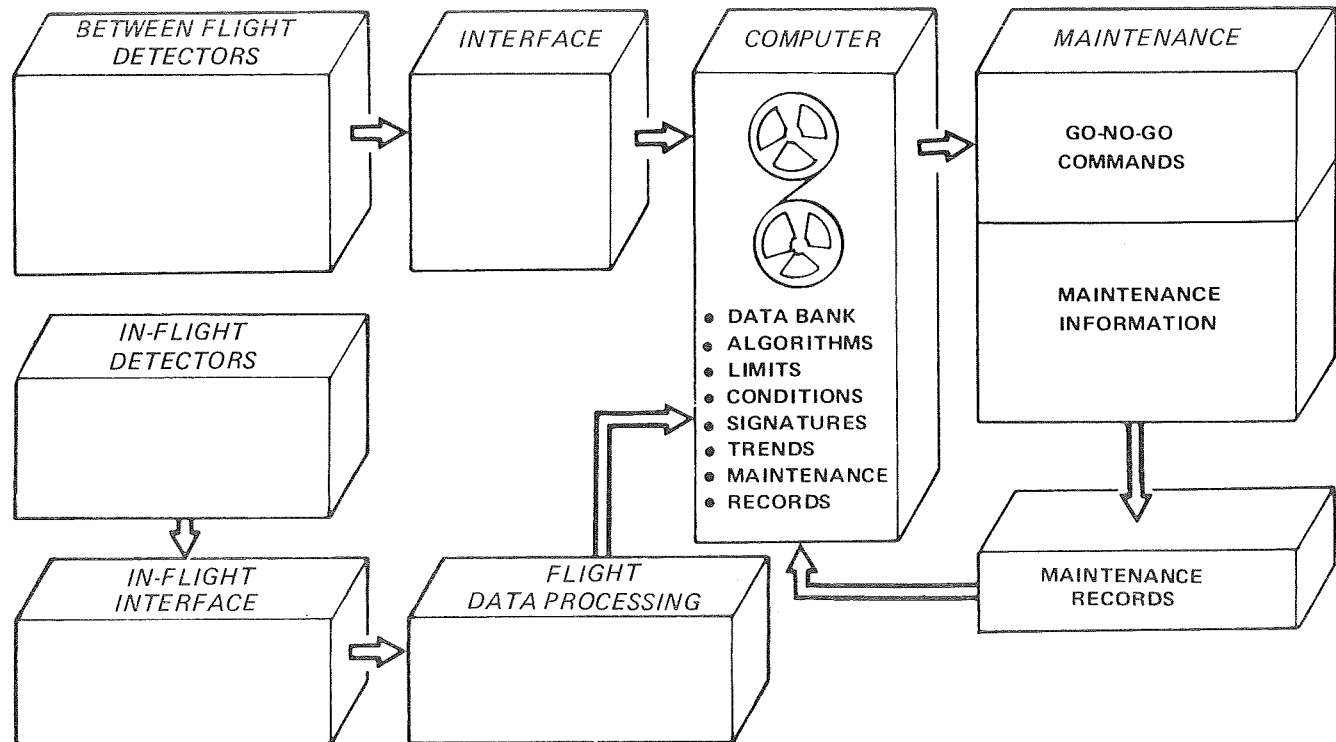 BETWEEN FLIGHT
DETECTORS
INTERFACE
COMPUTER
MAINTENANCE
GO-NO-GO
COMMANDS
MAINTENANCE
INFORMATION
• DATA BANK
• ALGORITHMS
• LIMITS
• CONDITIONS
• SIGNATURES
• TRENDS
• MAINTENANCE
• RECORDS
IN-FLIGHT
DETECTORS
IN-FLIGHT
INTERFACE
FLIGHT
DATA PROCESSING
MAINTENANCE
RECORDS